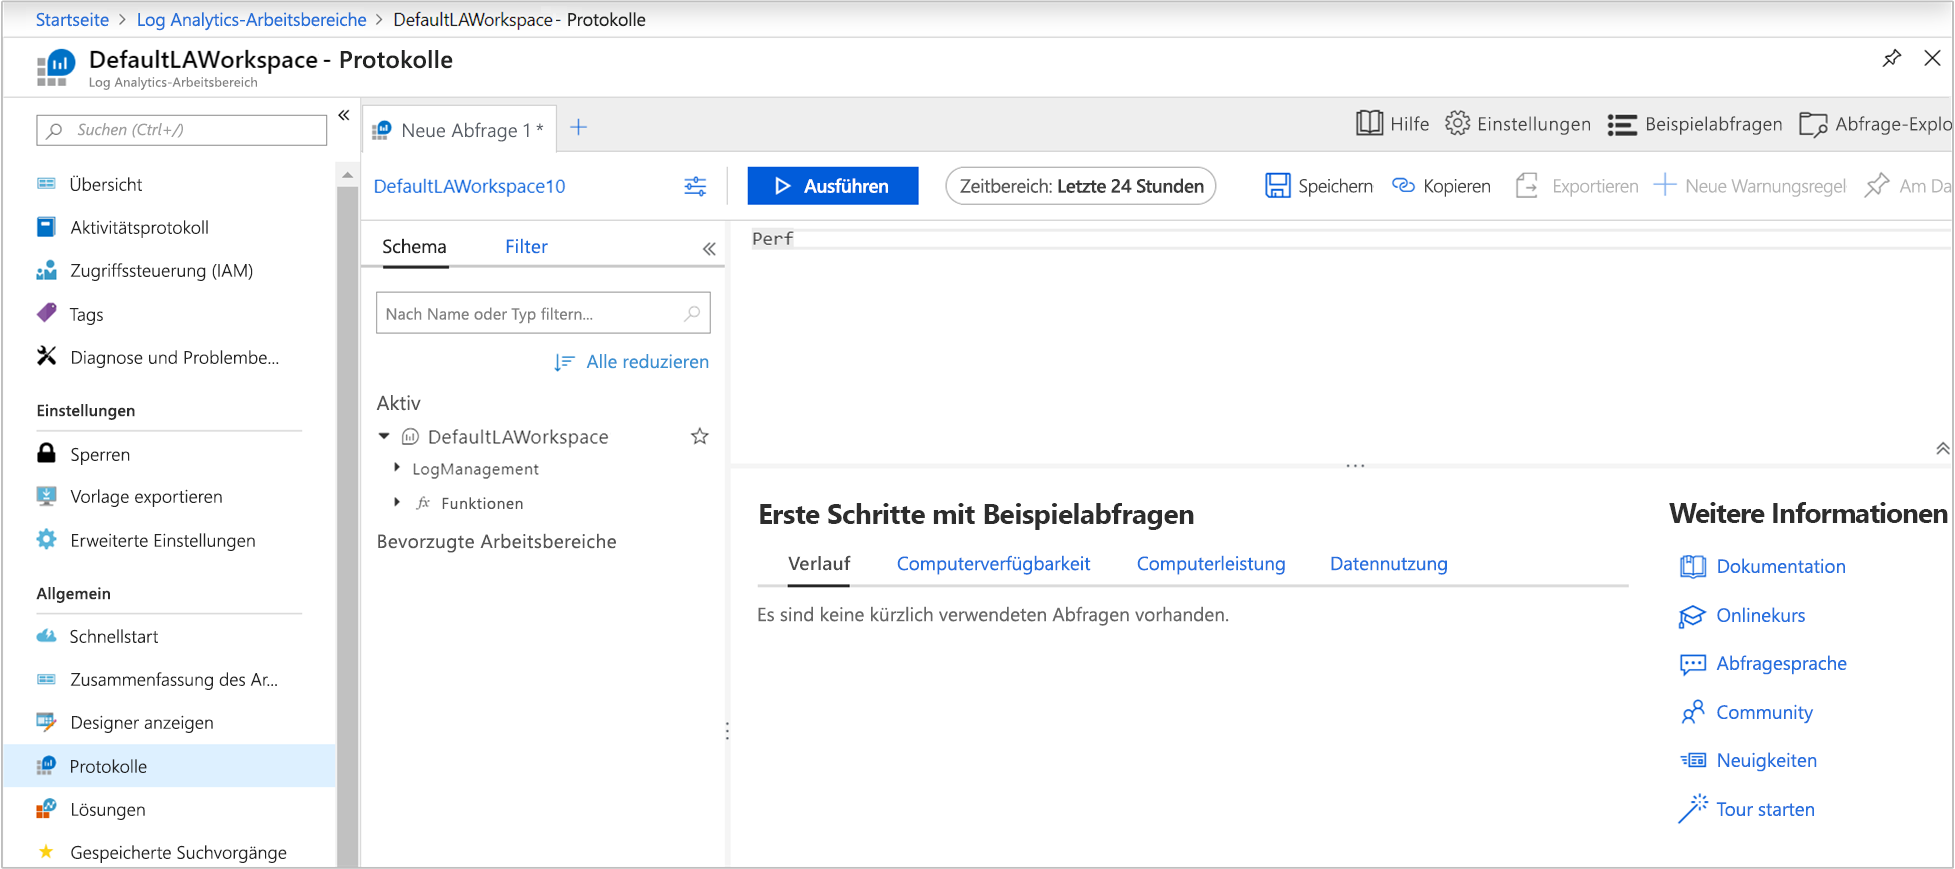 Startseite > Log Analytics-Arbeitsbereiche > DefaultLAWorkspace - Protokolle
DefaultLAWorkspace - Protokolle
Log Analytics-Arbeitsbereich
Suchen (Ctrl+/)
Übersicht
Aktivitätsprotokoll
Zugriffssteuerung (IAM)
Tags
Diagnose und Problembe...
Einstellungen
Sperren
Vorlage exportieren
Erweiterte Einstellungen
Allgemein
Schnellstart
Zusammenfassung des Ar...
Designer anzeigen
Protokolle
Lösungen
Gespeicherte Suchvorgänge
Neue Abfrage 1*
Hilfe Einstellungen Beispielabfragen Abfrage-Explo
DefaultLAWorkspace10
Ausführen Zeitbereich: Letzte 24 Stunden Speichern Kopieren Exportieren Neue Warnungsregel Am Da
Schema Filter
Nach Name oder Typ filtern...
Alle reduzieren
Aktiv
DefaultLAWorkspace
LogManagement
fx Funktionen
Bevorzugte Arbeitsbereiche
Perf
Erste Schritte mit Beispielabfragen
Verlauf Computerverfügbarkeit Computerleistung Datennutzung
Es sind keine kürzlich verwendeten Abfragen vorhanden.
Weitere Informationen
Dokumentation
Onlinekurs
Abfragesprache
Community
Neuigkeiten
Tour starten